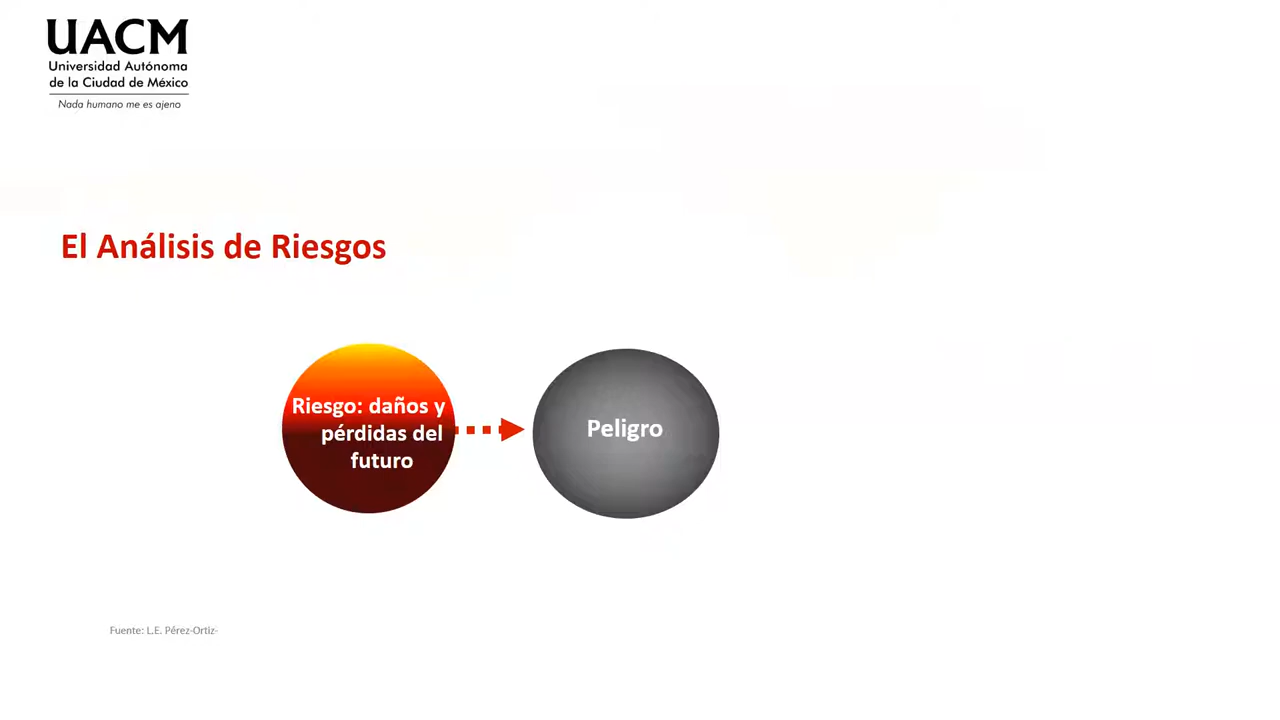 UACM
Universidad Autónoma
de la Ciudad de México
Nada humano me es ajeno
El Análisis de Riesgos
Riesgo: daños y
pérdidas del
futuro
Peligro
Fuente: L.E. Pérez-Ortiz-